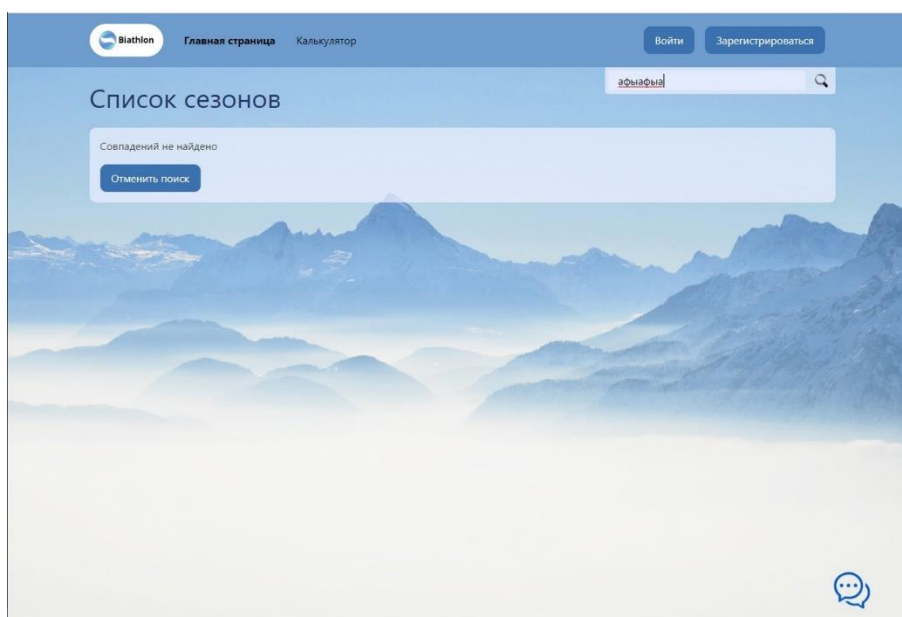 Biathlon Главная страница Калькулятор Войти Зарегистрироваться
афыафыа
Список сезонов
Совпадений не найдено
Отменить поиск